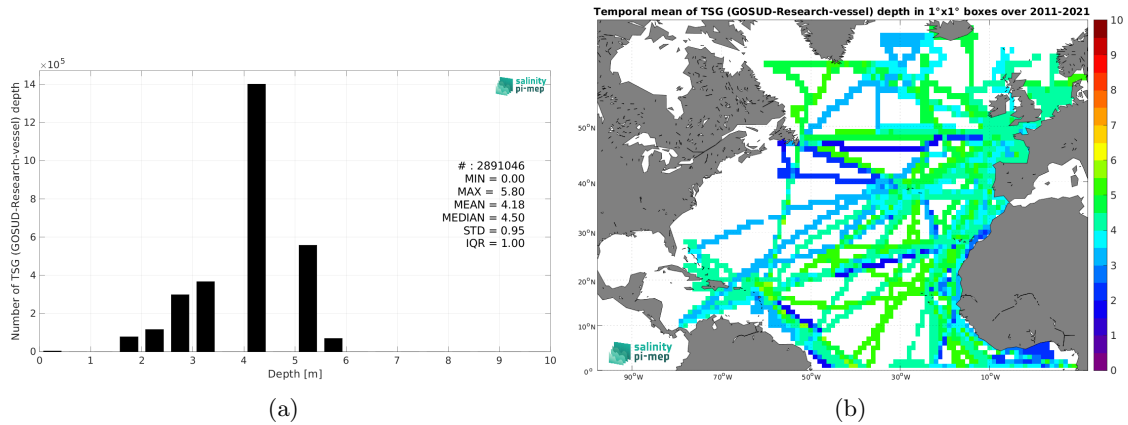 ×10⁵
14
12
10
8
6
4
2
0
Number of TSG (GOSUD-Research-vessel) depth
salinity
pi-mep
# : 2891046
MIN = 0.00
MAX = 5.80
MEAN = 4.18
MEDIAN = 4.50
STD = 0.95
IQR = 1.00
0 1 2 3 4 5 6 7 8 9 10
Depth [m]
(a)
Temporal mean of TSG (GOSUD-Research-vessel) depth in 1°x1° boxes over 2011-2021
50°N
40°N
30°N
20°N
10°N
0°
90°W 70°W 50°W 30°W 10°W
salinity
pi-mep
10
9
8
7
6
5
4
3
2
1
0
(b)